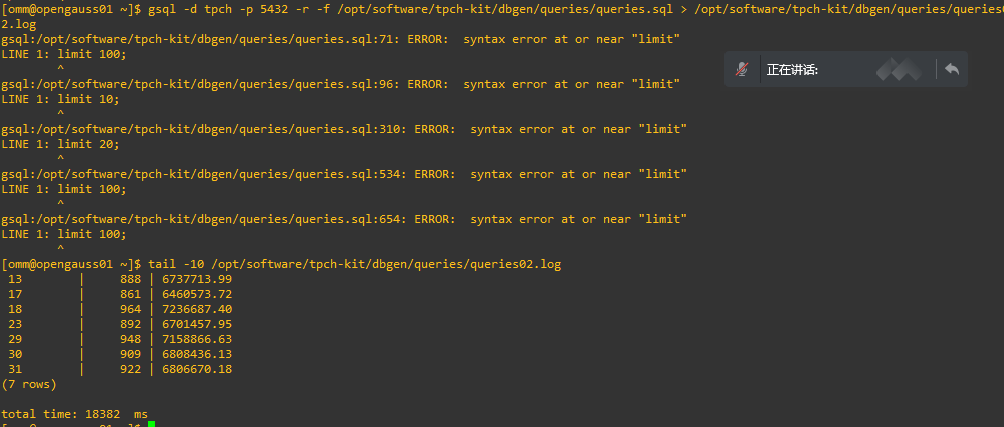 [omm@opengauss01 ~]$ gsql -d tpch -p 5432 -r -f /opt/software/tpch-kit/dbgen/queries/queries.sql > /opt/software/tpch-kit/dbgen/queries/queries0
2.log
gsql:/opt/software/tpch-kit/dbgen/queries/queries.sql:71: ERROR:  syntax error at or near "limit"
LINE 1: limit 100;
        ^
正在讲话:
gsql:/opt/software/tpch-kit/dbgen/queries/queries.sql:96: ERROR:  syntax error at or near "limit"
LINE 1: limit 10;
        ^
gsql:/opt/software/tpch-kit/dbgen/queries/queries.sql:310: ERROR:  syntax error at or near "limit"
LINE 1: limit 20;
        ^
gsql:/opt/software/tpch-kit/dbgen/queries/queries.sql:534: ERROR:  syntax error at or near "limit"
LINE 1: limit 100;
        ^
gsql:/opt/software/tpch-kit/dbgen/queries/queries.sql:654: ERROR:  syntax error at or near "limit"
LINE 1: limit 100;
        ^
[omm@opengauss01 ~]$ tail -10 /opt/software/tpch-kit/dbgen/queries/queries02.log
 13        |     888 | 6737713.99
 17        |     861 | 6460573.72
 18        |     964 | 7236687.40
 23        |     892 | 6701457.95
 29        |     948 | 7158866.63
 30        |     909 | 6808436.13
 31        |     922 | 6806670.18
(7 rows)
total time: 18382  ms